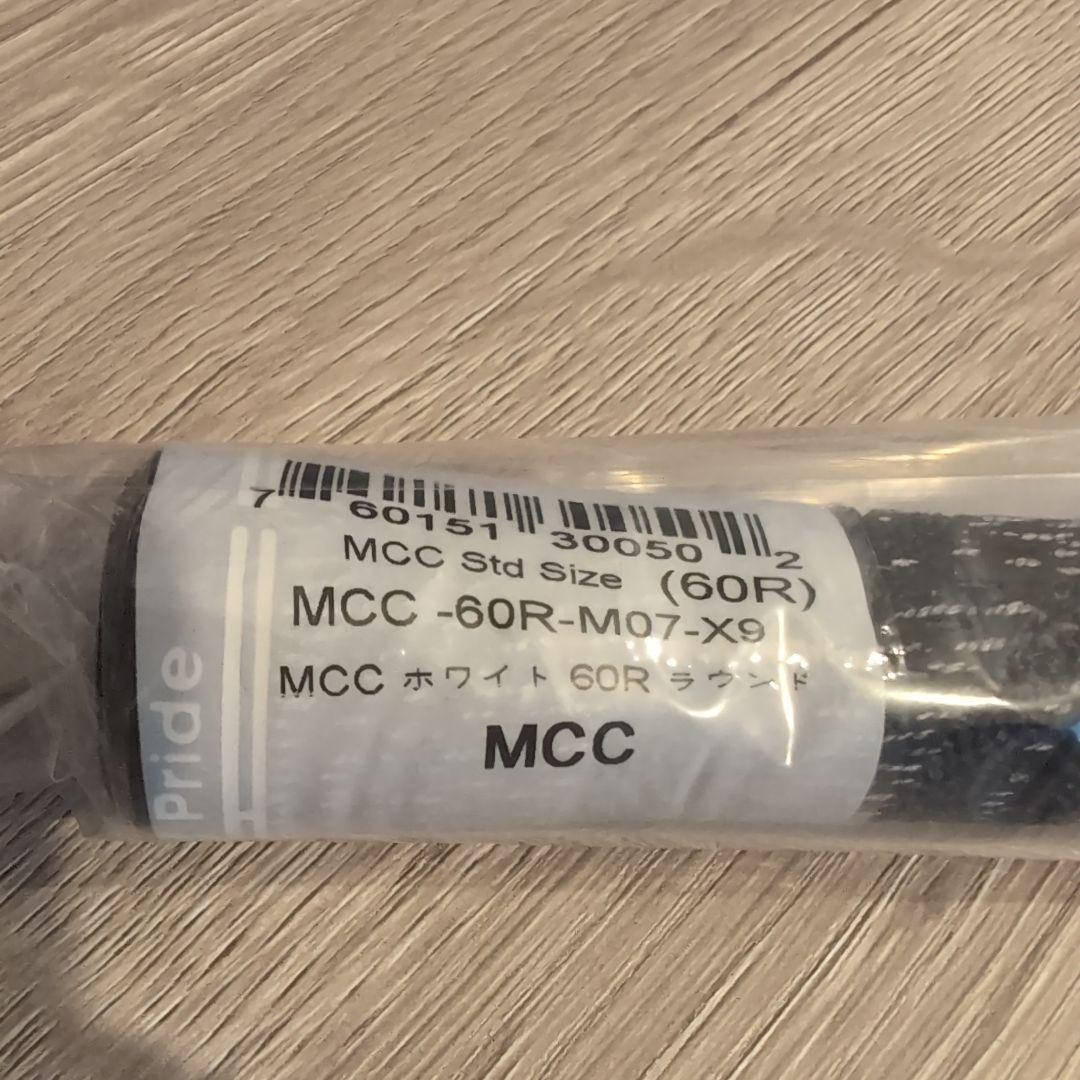 7 60151 30050 2
MCC Std Size (60R)
MCC -60R-M07-X9
MCC ホワイト 60R ラウンド
MCC
Pride